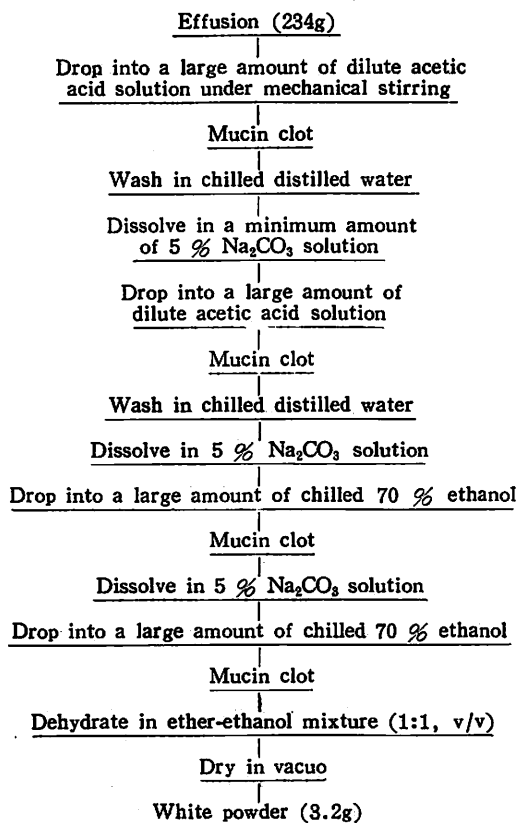 Effusion (234g)
Drop into a large amount of dilute acetic
acid solution under mechanical stirring
Mucin clot
Wash in chilled distilled water
Dissolve in a minimum amount
of 5 % Na₂CO₃ solution
Drop into a large amount of
dilute acetic acid solution
Mucin clot
Wash in chilled distilled water
Dissolve in 5 % Na₂CO₃ solution
Drop into a large amount of chilled 70 % ethanol
Mucin clot
Dissolve in 5 % Na₂CO₃ solution
Drop into a large amount of chilled 70 % ethanol
Mucin clot
Dehydrate in ether-ethanol mixture (1:1, v/v)
Dry in vacuo
White powder (3.2g)